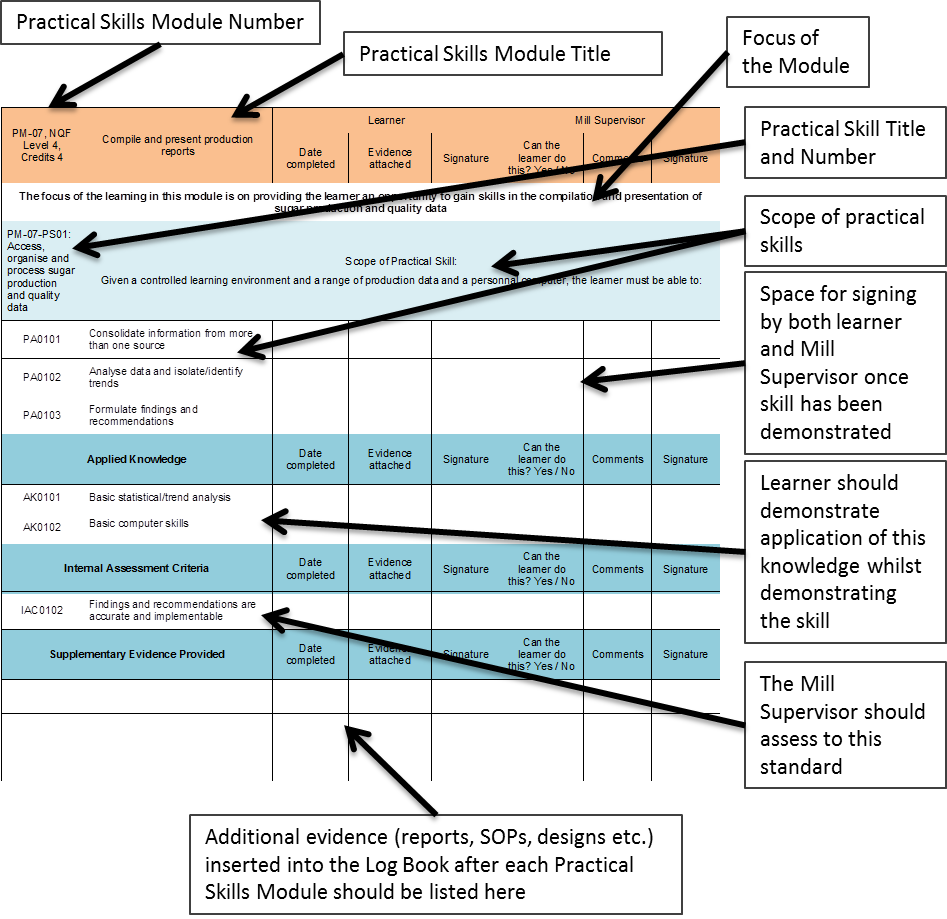 Practical Skills Module Number
Practical Skills Module Title
Focus of
the Module
Practical Skill Title
and Number
Scope of practical
skills
Space for signing
by both learner
and Mill
Supervisor once
skill has been
demonstrated
Learner should
demonstrate
application of this
knowledge whilst
demonstrating
the skill
The Mill
Supervisor should
assess to this
standard
Additional evidence (reports, SOPs, designs etc.)
inserted into the Log Book after each Practical
Skills Module should be listed here
PM-07, NQF
Level 4,
Credits 4
Compile and present production
reports
Learner
Mill Supervisor
Date
completed
Evidence
attached
Signature
Can the
learner do
this? Yes / No
Comments
Signature
The focus of the learning in this module is on providing the learner an opportunity to gain skills in the compilation and presentation of
sugar production and quality data
PM-07-PS01:
Access,
organise and
process sugar
production
and quality
data
Scope of Practical Skill:
Given a controlled learning environment and a range of production data and a personnal computer, the learner must be able to:
PA0101
Consolidate information from more
than one source
PA0102
Analyse data and isolate/identify
trends
PA0103
Formulate findings and
recommendations
Applied Knowledge
Date
completed
Evidence
attached
Signature
Can the
learner do
this? Yes / No
Comments
Signature
AK0101
Basic statistical/trend analysis
AK0102
Basic computer skills
Internal Assessment Criteria
Date
completed
Evidence
attached
Signature
Can the
learner do
this? Yes / No
Comments
Signature
IAC0102
Findings and recommendations are
accurate and implementable
Supplementary Evidence Provided
Date
completed
Evidence
attached
Signature
Can the
learner do
this? Yes / No
Comments
Signature